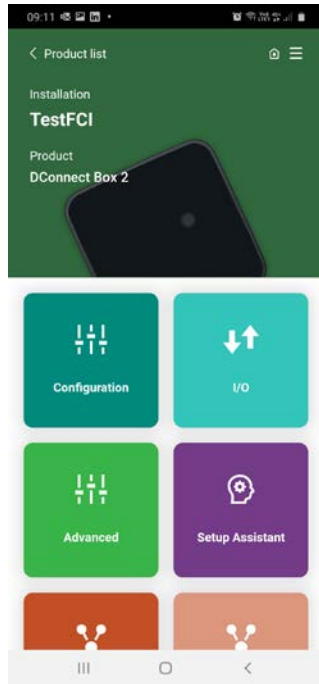 09:11
Product list
Installation
TestFCI
Product
DConnect Box 2
Configuration
I/O
Advanced
Setup Assistant